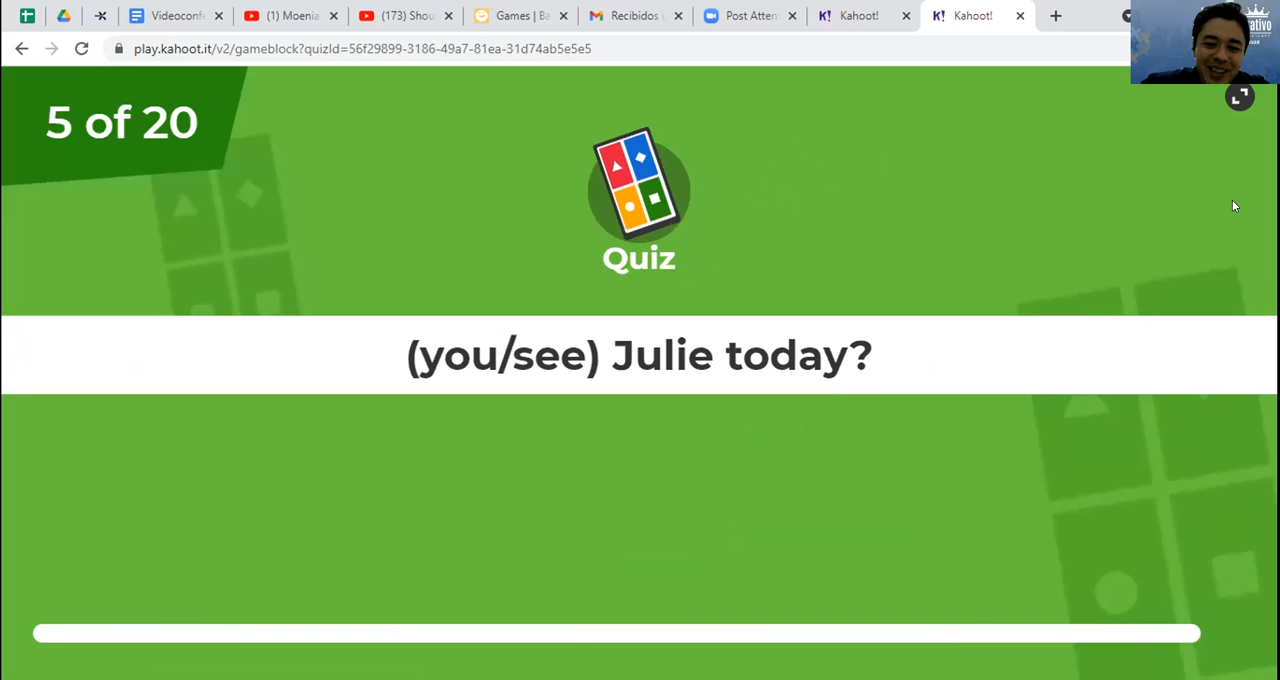 Videoconf
(1) Moenia
(173) Shou
Games | Ba
Recibidos
Post Atten
K! Kahoot!
K! Kahoot!
play.kahoot.it/v2/gameblock?quizId=56f29899-3186-49a7-81ea-31d74ab5e5e5
5 of 20
Quiz
(you/see) Julie today?